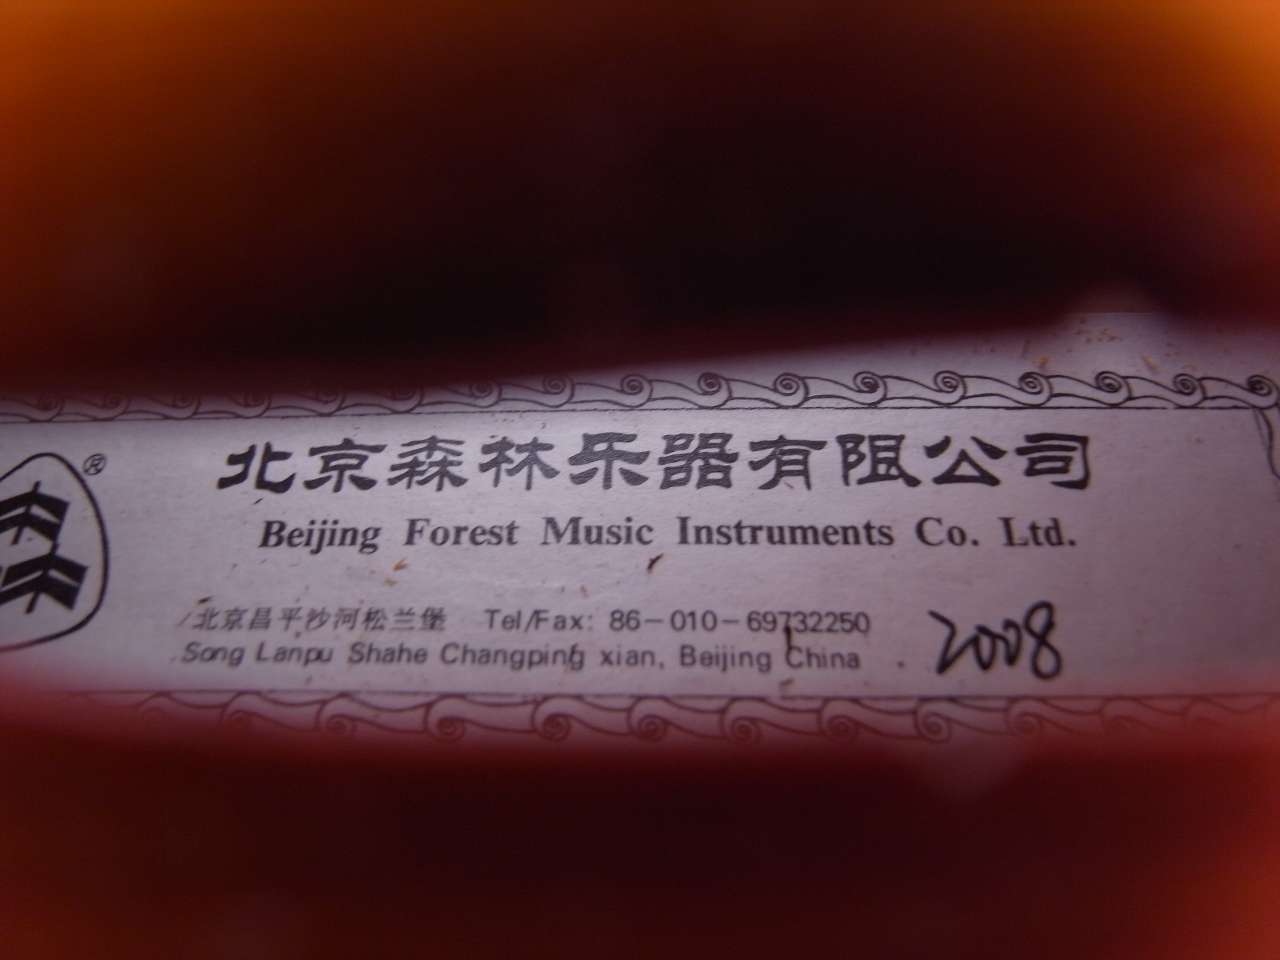 ®
北京森林乐器有限公司
Beijing Forest Music Instruments Co. Ltd.
北京昌平沙河松兰堡 Tel/Fax: 86-010-69732250
Song Lanpu Shahe Changping xian, Beijing China . 2008